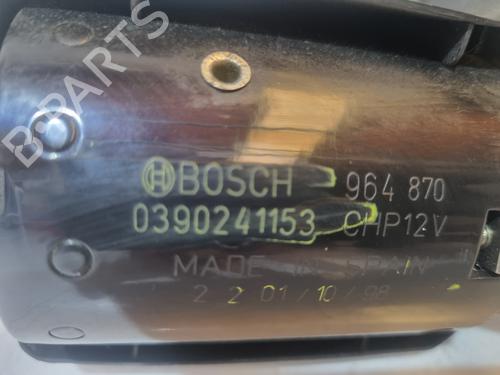 B-PARTS
BOSCH 964 870
0390241153 CHP12V
MADE IN SPAIN
2 2 01/10/98